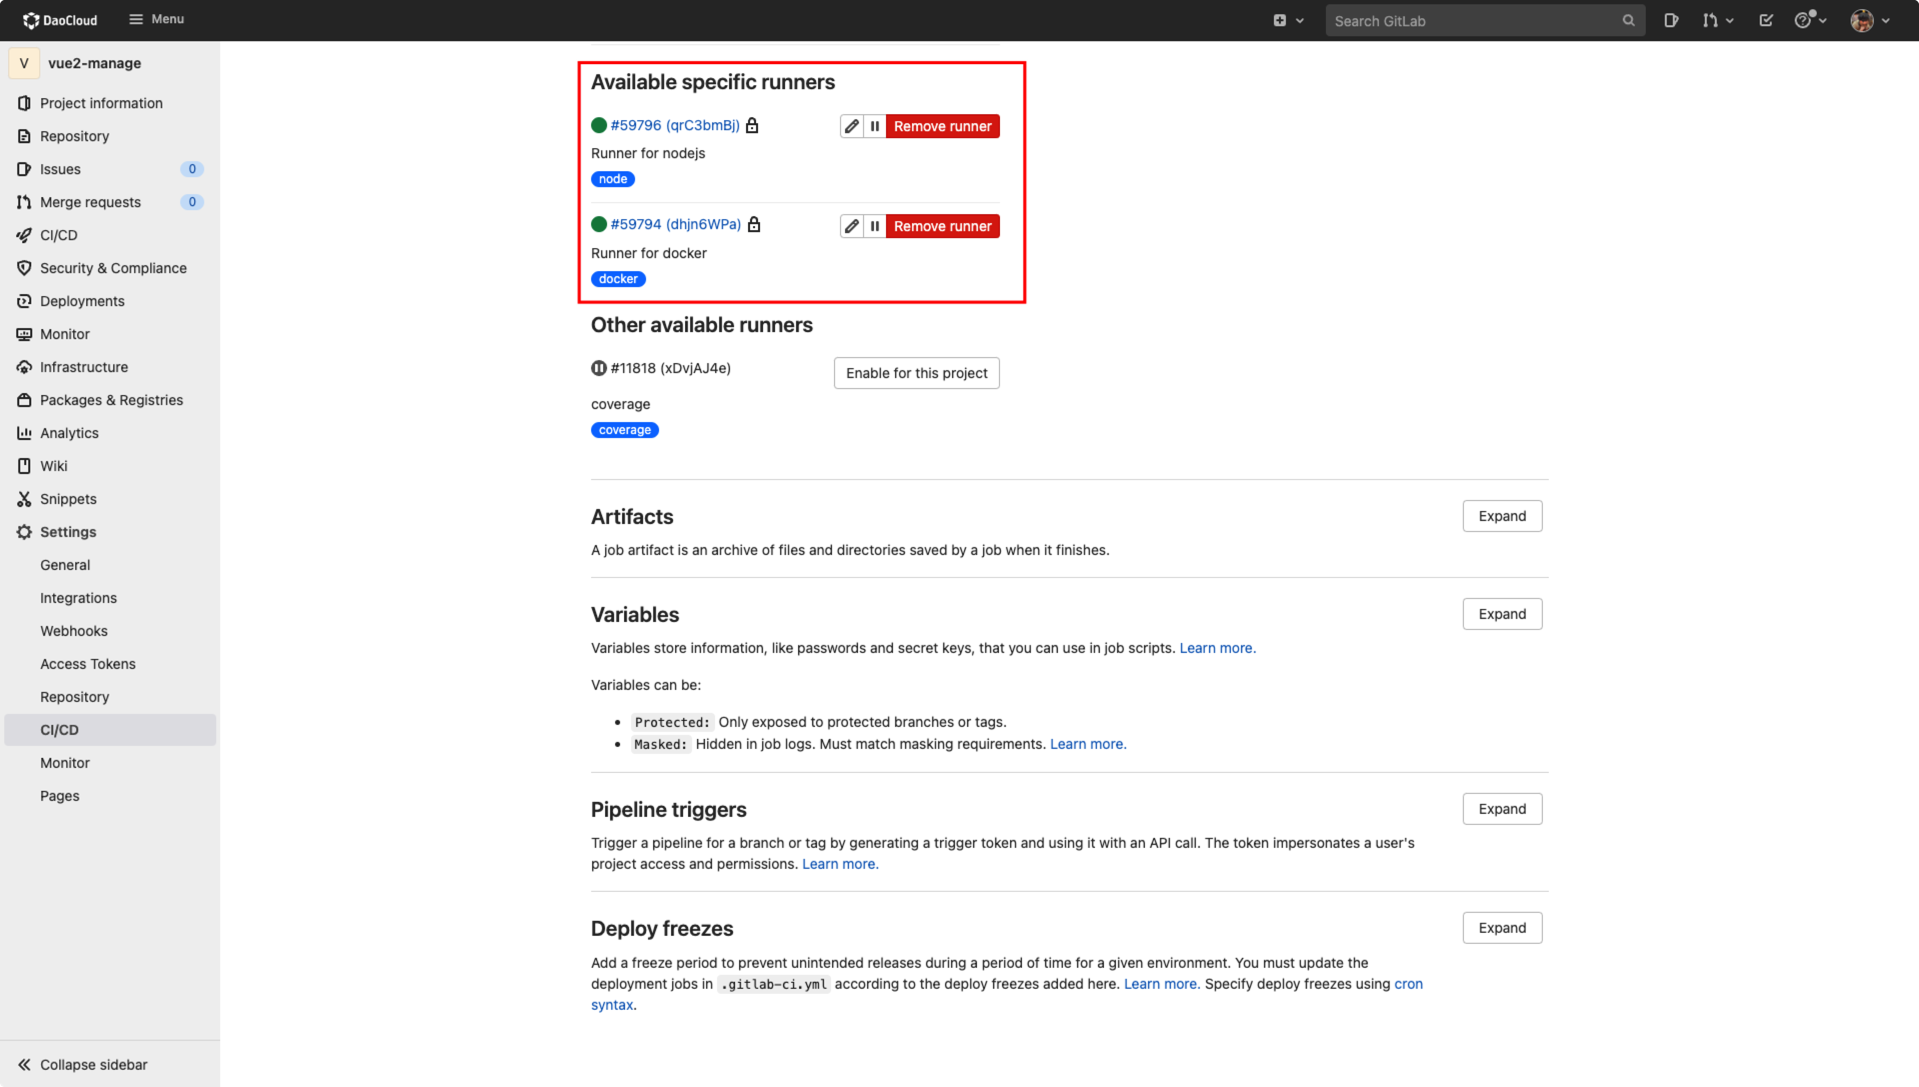 DaoCloud
Menu
Search GitLab
V
vue2-manage
Project information
Repository
Issues
0
Merge requests
0
CI/CD
Security & Compliance
Deployments
Monitor
Infrastructure
Packages & Registries
Analytics
Wiki
Snippets
Settings
General
Integrations
Webhooks
Access Tokens
Repository
CI/CD
Monitor
Pages
Collapse sidebar
Available specific runners
#59796 (qrC3bmBj)
Remove runner
Runner for nodejs
node
#59794 (dhjn6WPa)
Remove runner
Runner for docker
docker
Other available runners
#11818 (xDvjAJ4e)
Enable for this project
coverage
coverage
Artifacts
Expand
A job artifact is an archive of files and directories saved by a job when it finishes.
Variables
Expand
Variables store information, like passwords and secret keys, that you can use in job scripts. Learn more.
Variables can be:
• Protected: Only exposed to protected branches or tags.
• Masked: Hidden in job logs. Must match masking requirements. Learn more.
Pipeline triggers
Expand
Trigger a pipeline for a branch or tag by generating a trigger token and using it with an API call. The token impersonates a user's
project access and permissions. Learn more.
Deploy freezes
Expand
Add a freeze period to prevent unintended releases during a period of time for a given environment. You must update the
deployment jobs in .gitlab-ci.yml according to the deploy freezes added here. Learn more. Specify deploy freezes using cron
syntax.